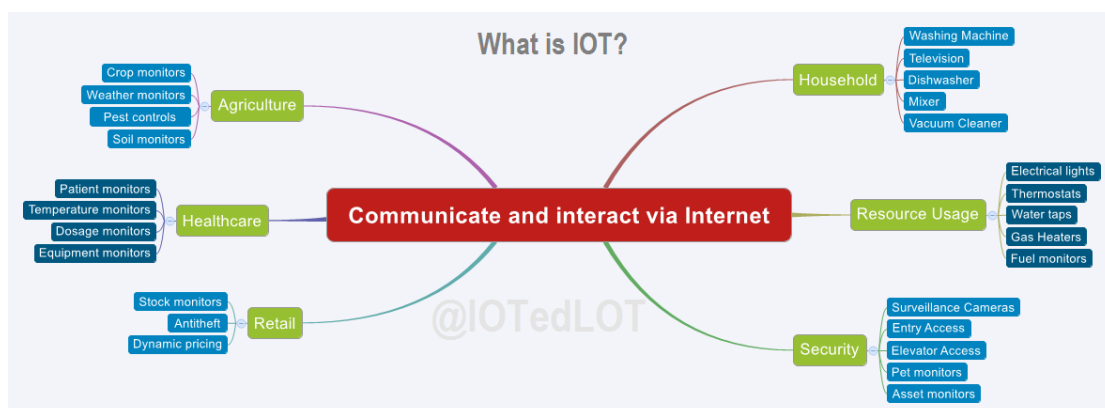 What is IOT?
Crop monitors
Weather monitors
Pest controls
Soil monitors
Agriculture
Patient monitors
Temperature monitors
Dosage monitors
Equipment monitors
Healthcare
Stock monitors
Antitheft
Dynamic pricing
Retail
Communicate and interact via Internet
@IOTedLOT
Household
Washing Machine
Television
Dishwasher
Mixer
Vacuum Cleaner
Resource Usage
Electrical lights
Thermostats
Water taps
Gas Heaters
Fuel monitors
Security
Surveillance Cameras
Entry Access
Elevator Access
Pet monitors
Asset monitors